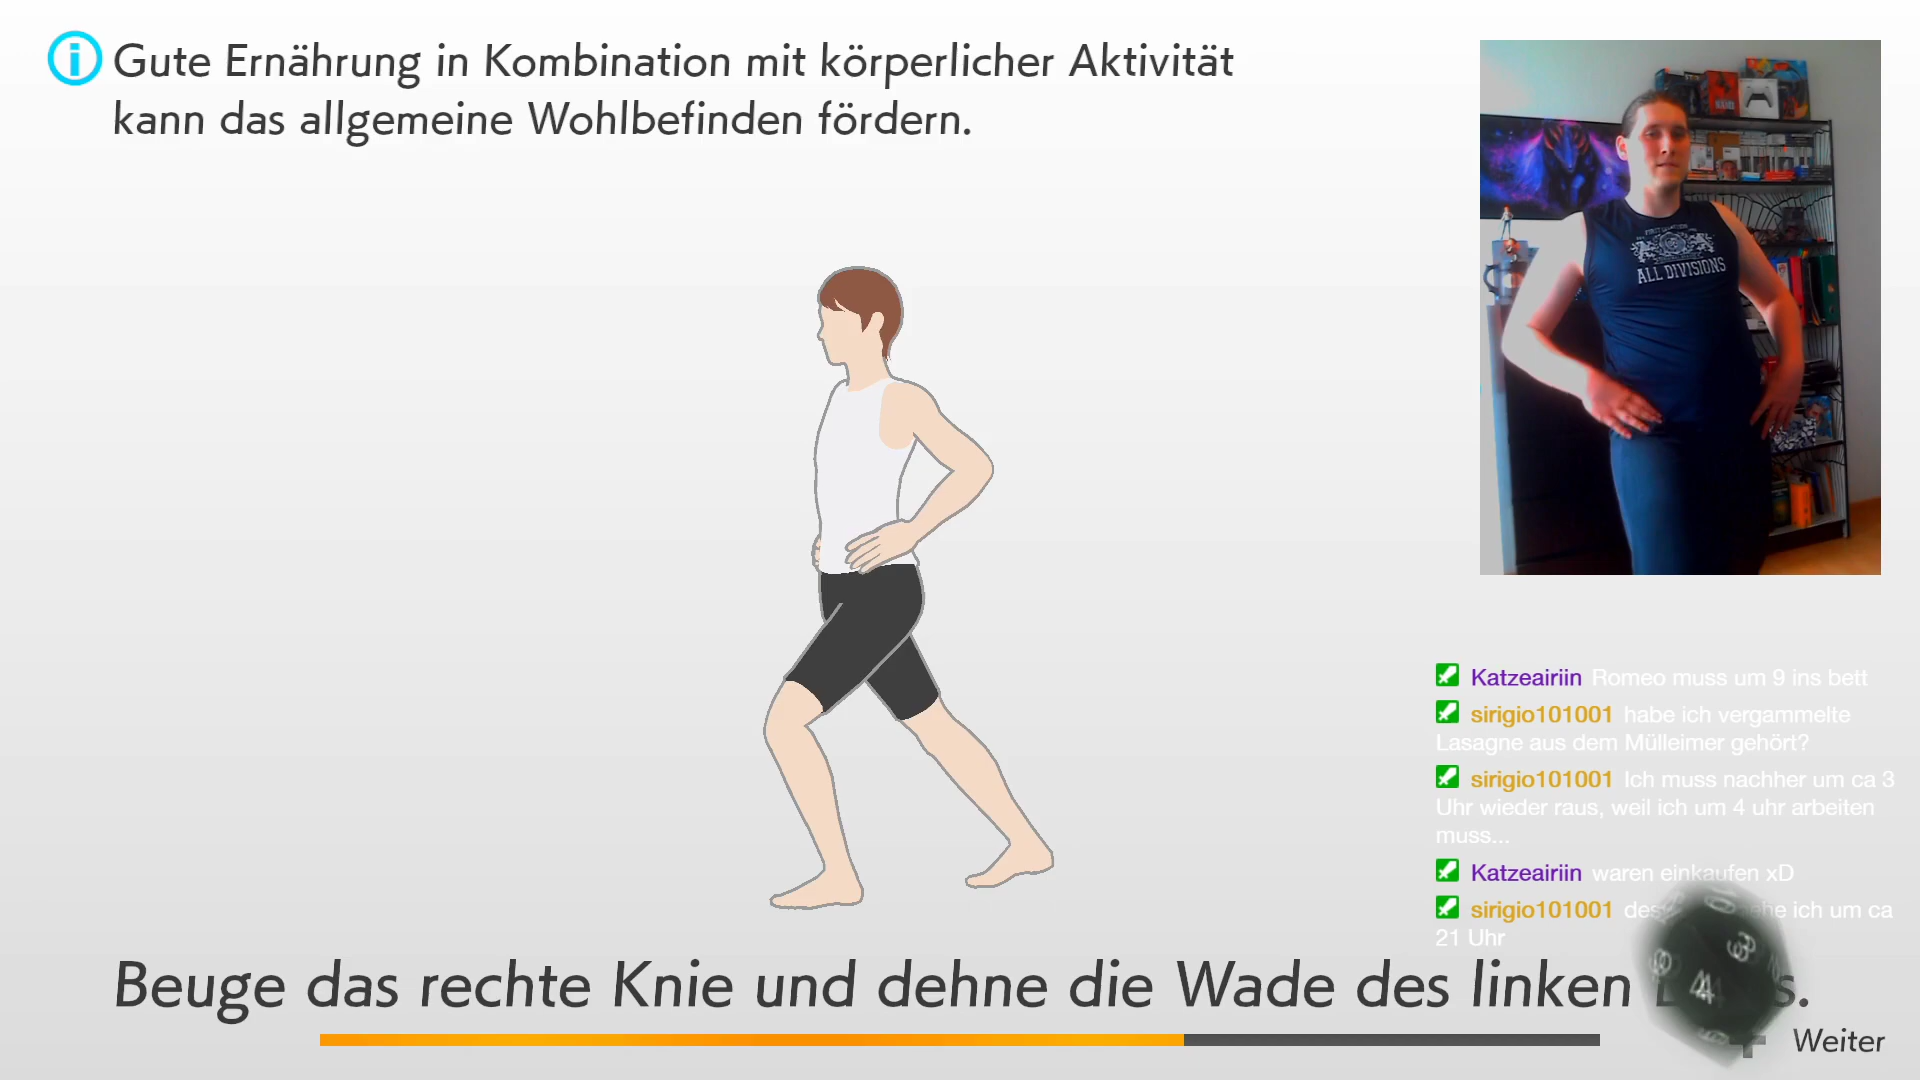 Gute Ernährung in Kombination mit körperlicher Aktivität
kann das allgemeine Wohlbefinden fördern.
ALL DIVISIONS
Katzeairiin Romeo muss um 9 ins bett
sirigio101001 habe ich vergammelte
Lasagne aus dem Mülleimer gehört?
sirigio101001 Ich muss nachher um ca 3
Uhr wieder raus, weil ich um 4 uhr arbeiten
muss...
Katzeairiin waren einkaufen xD
sirigio101001 ich um ca
21 Uhr
Beuge das rechte Knie und dehne die Wade des linken
Weiter